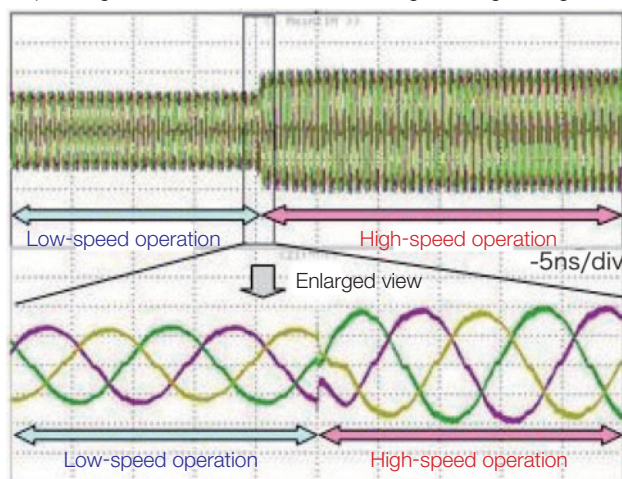 Low-speed operation
High-speed operation
-5ns/div
Enlarged view
Low-speed operation
High-speed operation